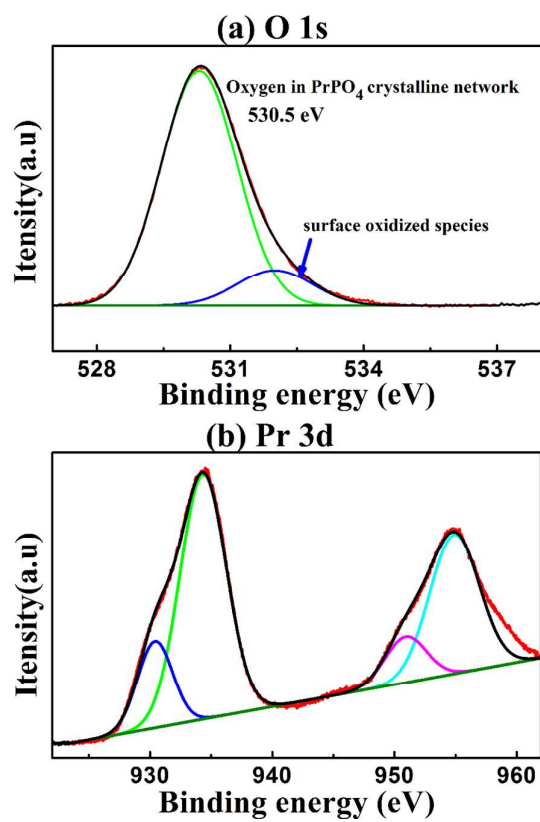 (a) O 1s
Oxygen in PrPO4 crystalline network
530.5 eV
surface oxidized species
Itensity(a.u)
528 531 534 537
Binding energy (eV)
(b) Pr 3d
Itensity(a.u)
930 940 950 960
Binding energy (eV)